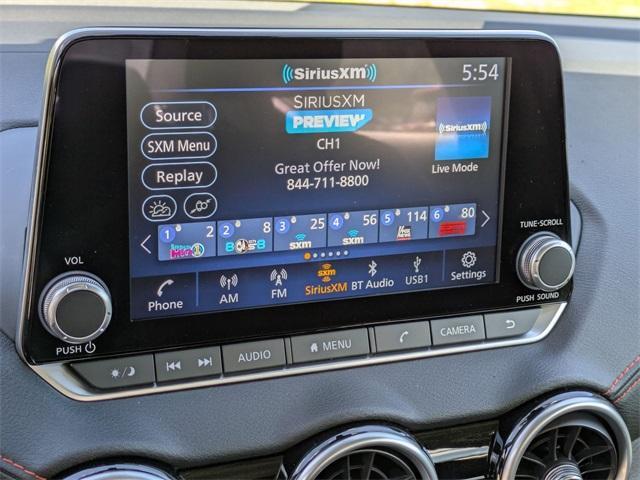 SiriusXM
5:54
SIRIUSXM
PREVIEW
CH1
Great Offer Now!
844-711-8800
Source
SXM Menu
Replay
SiriusXM
Live Mode
1 2
2 8
3 25
4 56
5 114
6 80
sxm
sxm
sxm
Phone
AM
FM
SiriusXM
BT Audio
USB1
Settings
VOL
PUSH
TUNE·SCROLL
PUSH SOUND
AUDIO
MENU
CAMERA